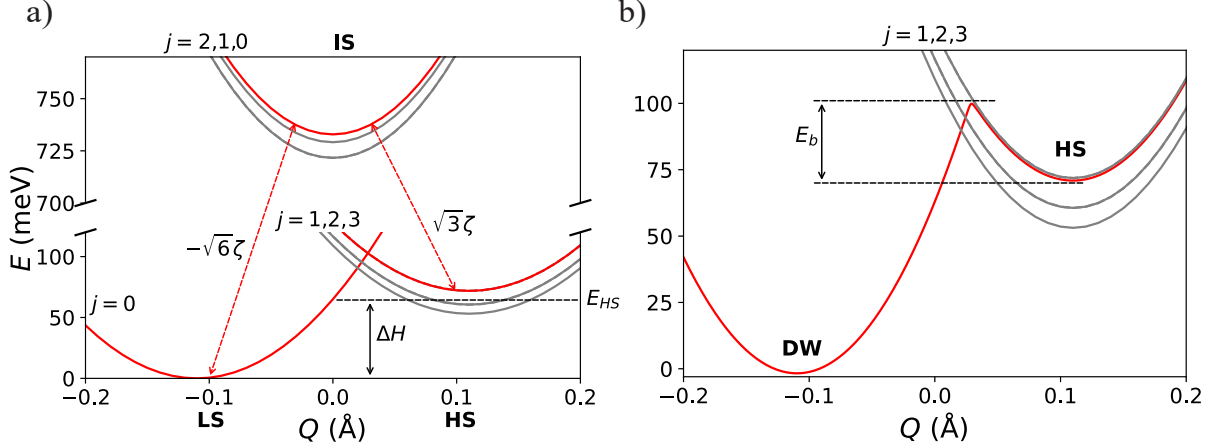 a)
j = 2,1,0
IS
E (meV)
750
725
700
100
50
0
j = 1,2,3
j = 0
−√6ζ
√3ζ
E_HS
ΔH
−0.2
−0.1
0.0
0.1
0.2
LS
Q (Å)
HS
b)
j = 1,2,3
100
75
50
25
0
E_b
HS
DW
−0.2
−0.1
0.0
0.1
0.2
Q (Å)